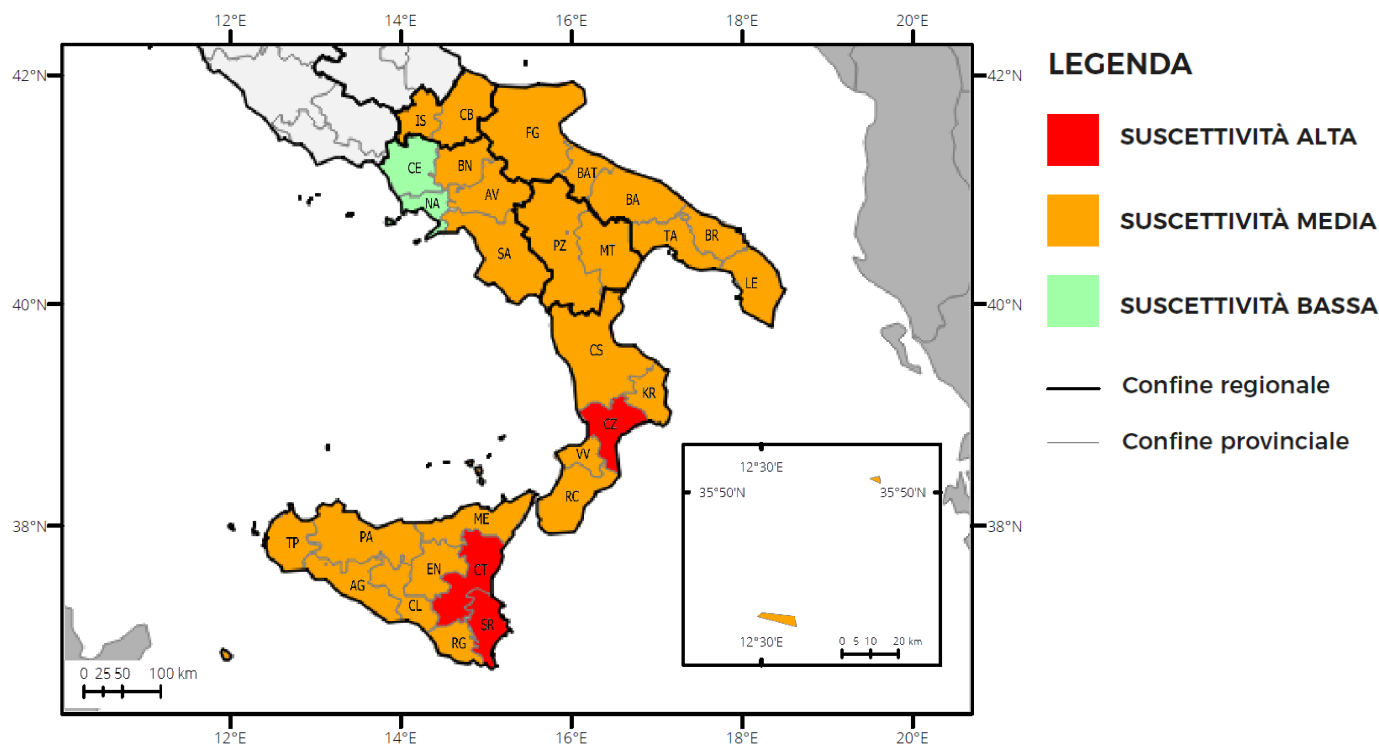 12°E 14°E 16°E 18°E 20°E
42°N 42°N
40°N 40°N
38°N 38°N
IS CB
FG
CE BN
BAT
NA AV
BA
SA PZ MT TA BR
LE
CS
KR
CZ
VV
RC
ME
TP PA
EN CT
AG
CL
SR
RG
0 25 50 100 km
12°30'E
35°50'N 35°50'N
12°30'E
0 5 10 20 km
12°E 14°E 16°E 18°E 20°E
LEGENDA
SUSCETTIVITÀ ALTA
SUSCETTIVITÀ MEDIA
SUSCETTIVITÀ BASSA
Confine regionale
Confine provinciale